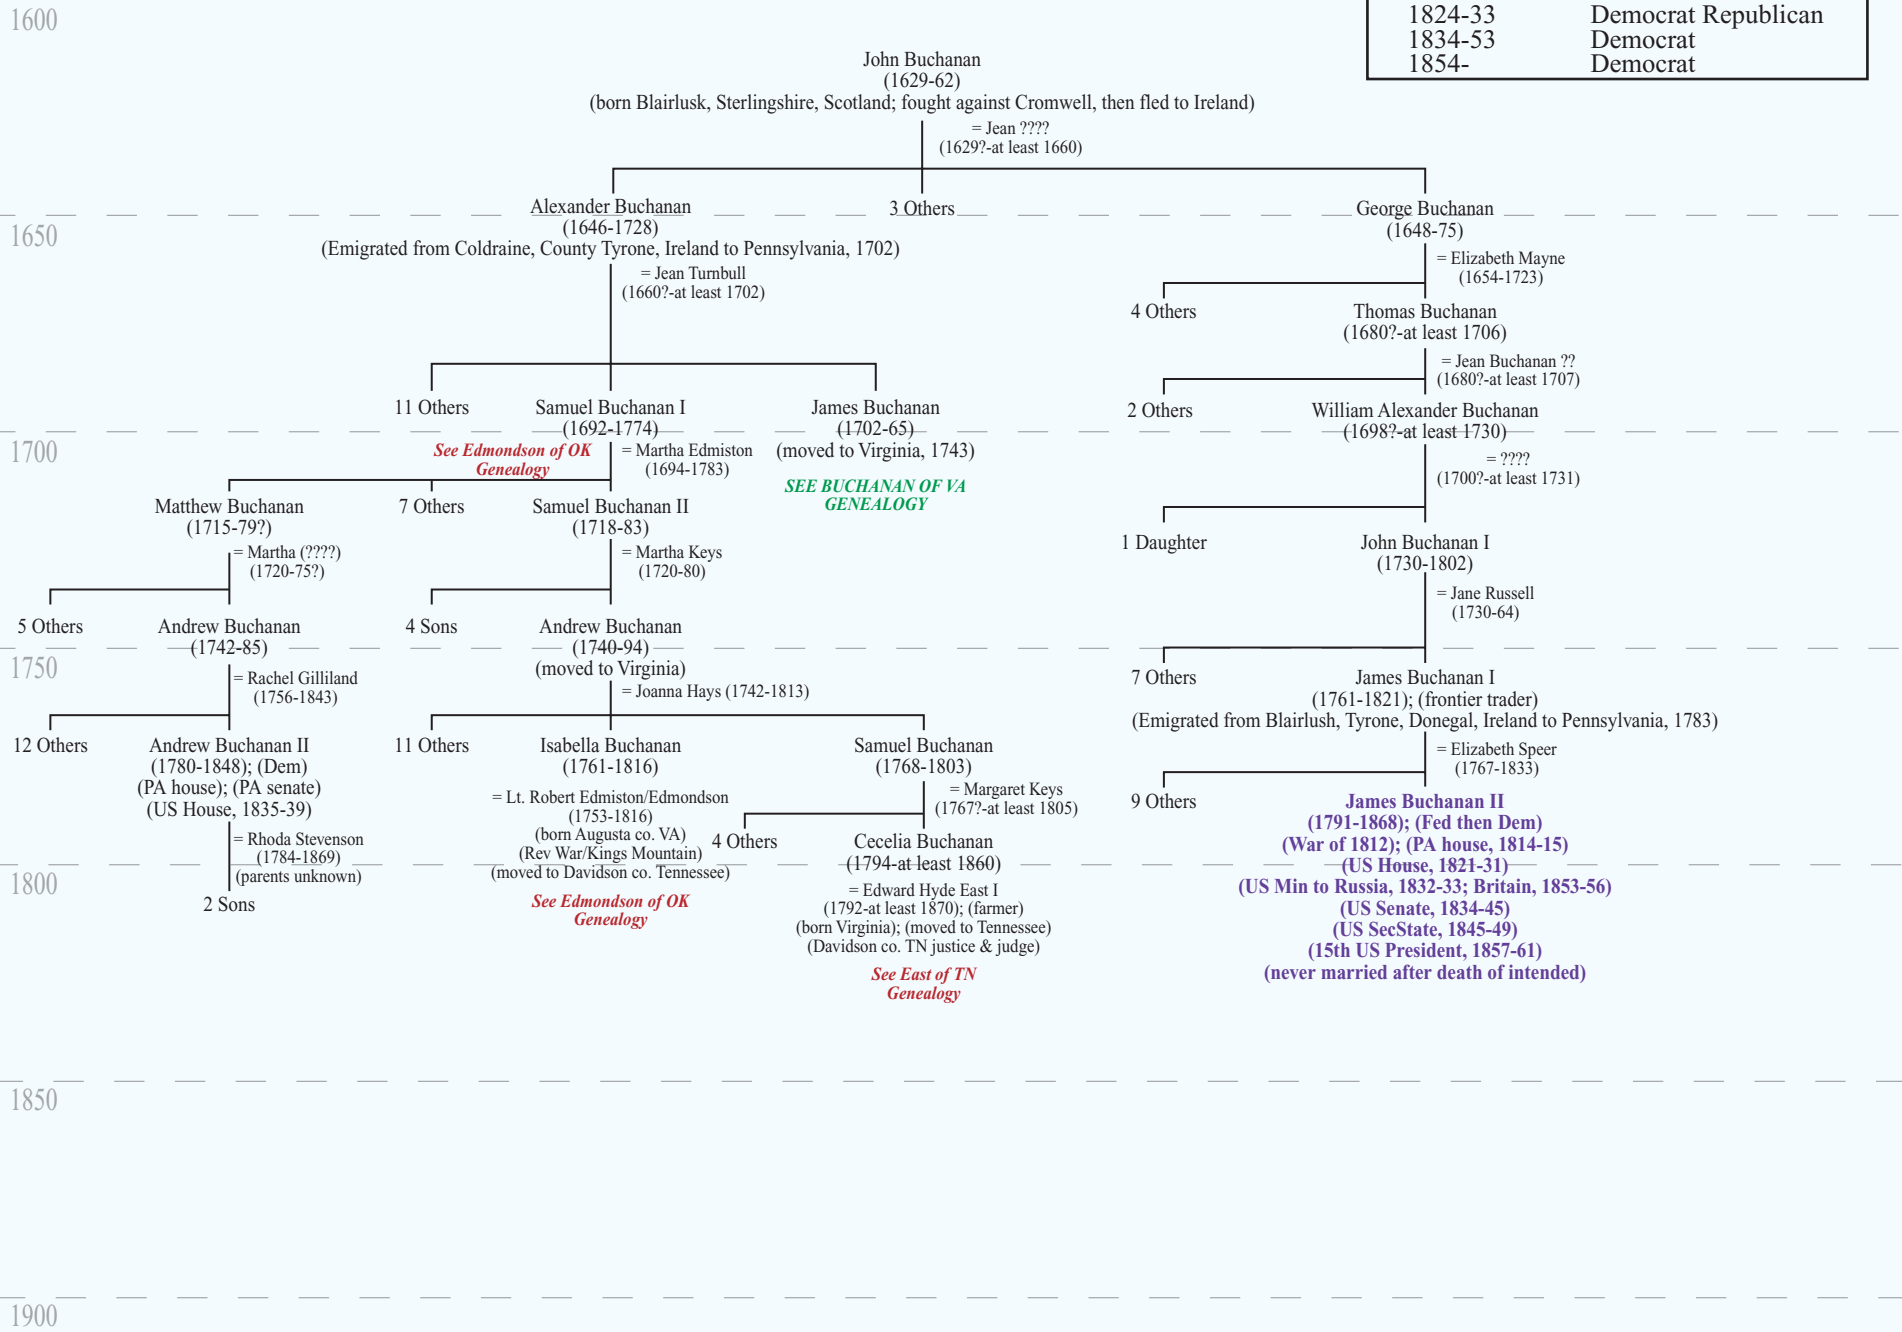 1600
1824-33 Democrat Republican
1834-53 Democrat
1854- Democrat
John Buchanan
(1629-62)
(born Blairlusk, Sterlingshire, Scotland; fought against Cromwell, then fled to Ireland)
= Jean ????
(1629?-at least 1660)
Alexander Buchanan
(1646-1728)
(Emigrated from Coldraine, County Tyrone, Ireland to Pennsylvania, 1702)
= Jean Turnbull
(1660?-at least 1702)
3 Others
George Buchanan
(1648-75)
= Elizabeth Mayne
(1654-1723)
1650
4 Others
Thomas Buchanan
(1680?-at least 1706)
= Jean Buchanan ??
(1680?-at least 1707)
11 Others
Samuel Buchanan I
(1692-1774)
= Martha Edmiston
(1694-1783)
See Edmondson of OK
Genealogy
James Buchanan
(1702-65)
(moved to Virginia, 1743)
SEE BUCHANAN OF VA
GENEALOGY
2 Others
William Alexander Buchanan
(1698?-at least 1730)
= ????
(1700?-at least 1731)
1700
Matthew Buchanan
(1715-79?)
= Martha (????)
(1720-75?)
7 Others
Samuel Buchanan II
(1718-83)
= Martha Keys
(1720-80)
1 Daughter
John Buchanan I
(1730-1802)
= Jane Russell
(1730-64)
5 Others
Andrew Buchanan
(1742-85)
= Rachel Gilliland
(1756-1843)
4 Sons
Andrew Buchanan
(1740-94)
(moved to Virginia)
= Joanna Hays (1742-1813)
1750
7 Others
James Buchanan I
(1761-1821); (frontier trader)
(Emigrated from Blairlush, Tyrone, Donegal, Ireland to Pennsylvania, 1783)
= Elizabeth Speer
(1767-1833)
12 Others
Andrew Buchanan II
(1780-1848); (Dem)
(PA house); (PA senate)
(US House, 1835-39)
= Rhoda Stevenson
(1784-1869)
(parents unknown)
2 Sons
11 Others
Isabella Buchanan
(1761-1816)
= Lt. Robert Edmiston/Edmondson
(1753-1816)
(born Augusta co. VA)
(Rev War/Kings Mountain)
(moved to Davidson co. Tennessee)
See Edmondson of OK
Genealogy
Samuel Buchanan
(1768-1803)
= Margaret Keys
(1767?-at least 1805)
4 Others
Cecelia Buchanan
(1794-at least 1860)
= Edward Hyde East I
(1792-at least 1870); (farmer)
(born Virginia); (moved to Tennessee)
(Davidson co. TN justice & judge)
See East of TN
Genealogy
9 Others
James Buchanan II
(1791-1868); (Fed then Dem)
(War of 1812); (PA house, 1814-15)
(US House, 1821-31)
(US Min to Russia, 1832-33; Britain, 1853-56)
(US Senate, 1834-45)
(US SecState, 1845-49)
(15th US President, 1857-61)
(never married after death of intended)
1800
1850
1900